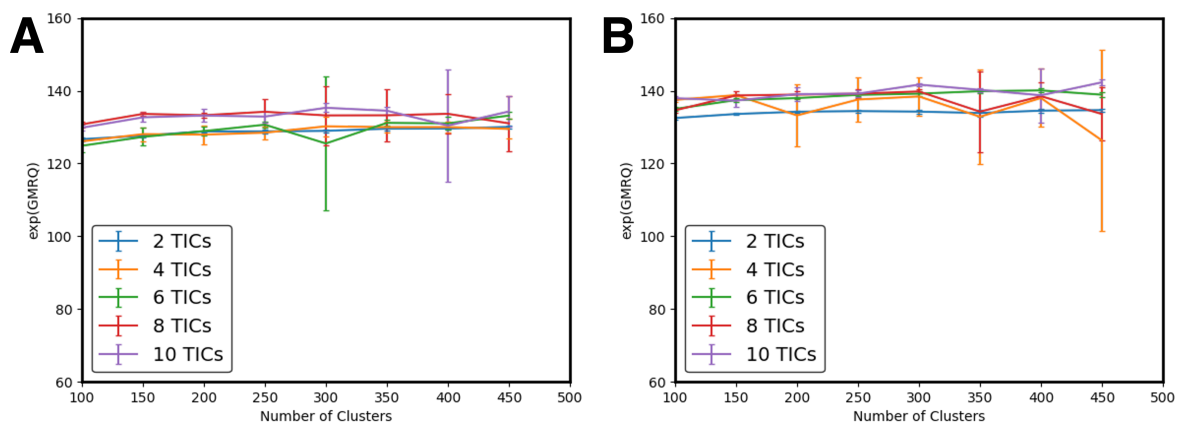 A
160
140
120
100
80
60
exp(GMRQ)
2 TICs
4 TICs
6 TICs
8 TICs
10 TICs
100 150 200 250 300 350 400 450 500
Number of Clusters
B
160
140
120
100
80
60
exp(GMRQ)
2 TICs
4 TICs
6 TICs
8 TICs
10 TICs
100 150 200 250 300 350 400 450 500
Number of Clusters